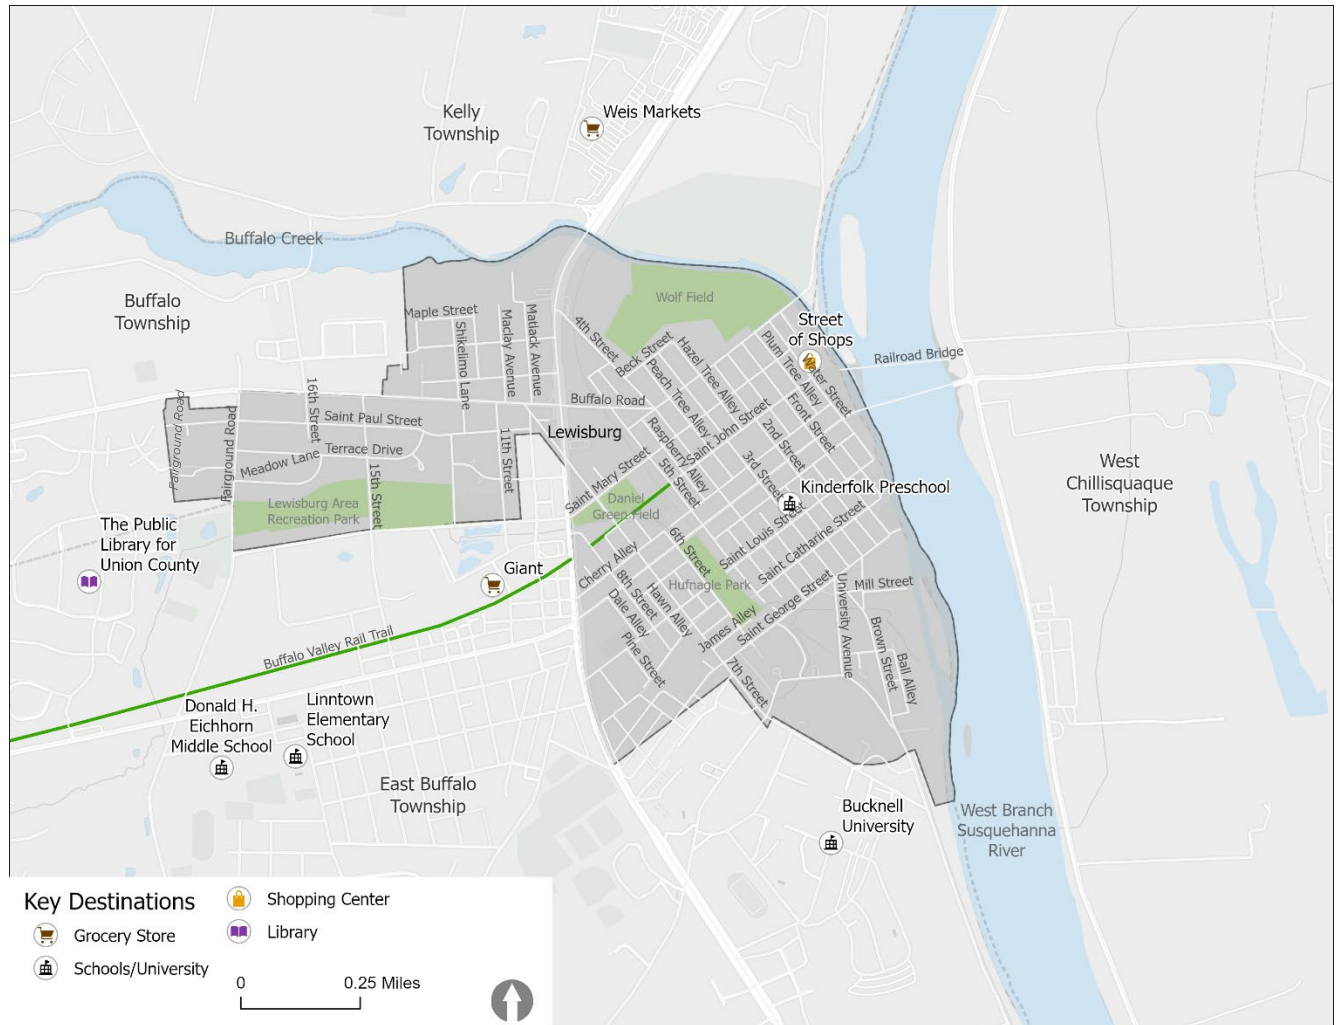 Weis Markets
Kelly
Township
Buffalo Creek
Buffalo
Township
Wolf Field
Maple Street
Shikelimo Lane
Maclay Avenue
Matlack Avenue
4th Street
Beck Street
Hazel Tree Alley
Peach Tree Alley
Plum Tree Alley
Street
of Shops
Water Street
Railroad Bridge
Fairground Road
Fairground Road
16th Street
Saint Paul Street
Buffalo Road
Raspberry Alley
Saint John Street
2nd Street
Front Street
Meadow Lane
Terrace Drive
15th Street
11th Street
Lewisburg
Saint Mary Street
5th Street
3rd Street
Kinderfolk Preschool
West
Chillisquaque
Township
Lewisburg Area
Recreation Park
Daniel
Green Field
The Public
Library for
Union County
Giant
Cherry Alley
8th Street
Dale Alley
Hawn Alley
Pine Street
6th Street
Hufnagle Park
Saint Louis Street
Saint Catharine Street
Saint George Street
James Alley
7th Street
University Avenue
Mill Street
Brown Street
Ball Alley
Buffalo Valley Rail Trail
Donald H.
Eichhorn
Middle School
Linntown
Elementary
School
East Buffalo
Township
Bucknell
University
West Branch
Susquehanna
River
Key Destinations
Grocery Store
Schools/University
Shopping Center
Library
0 0.25 Miles